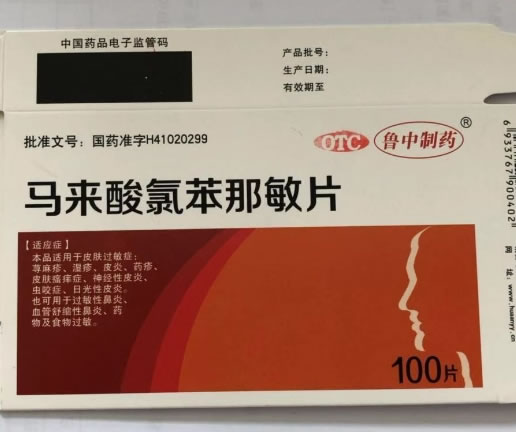 中国药品电子监管码
产品批号：
生产日期：
有效期至
批准文号：国药准字H41020299
OTC
鲁中制药®
马来酸氯苯那敏片
【适应症】
本品适用于皮肤过敏症：
荨麻疹、湿疹、皮炎、药疹、
皮肤瘙痒症、神经性皮炎、
虫咬症、日光性皮炎。
也可用于过敏性鼻炎、
血管舒缩性鼻炎、药
物及食物过敏。
100片
6933767900402